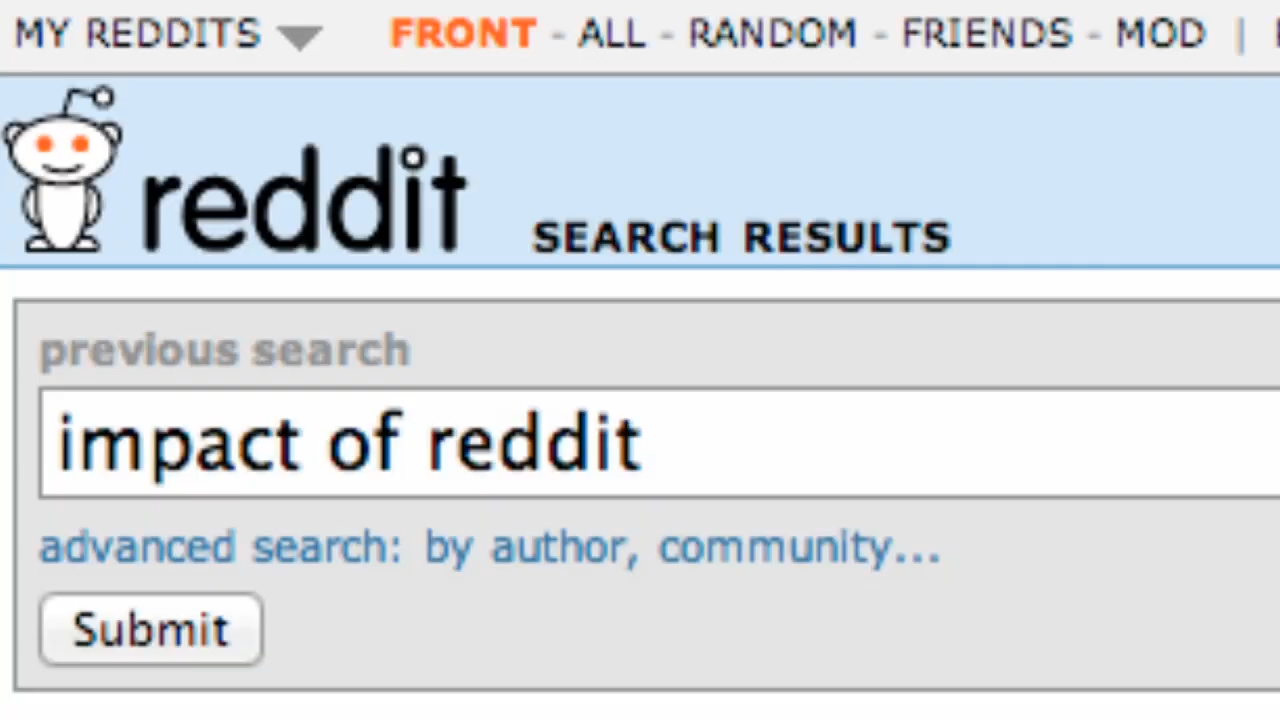 MY REDDITS FRONT - ALL - RANDOM - FRIENDS - MOD |
reddit SEARCH RESULTS
previous search
impact of reddit
advanced search: by author, community...
Submit